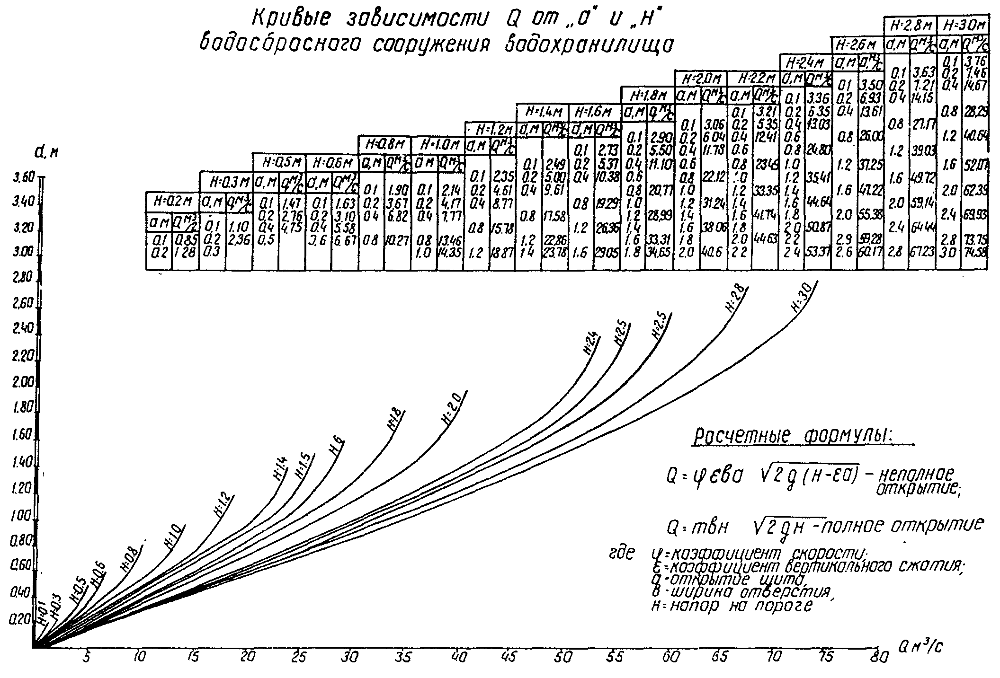 Кривые зависимости Q от „а" и „Н"
водосбросного сооружения водохранилища
Н=2.8м Н=3.0м
Н=2.6м а,м Qм³/с а,м Qм³/с
Н=2.4м а,м Qм³/с 0.1 3.76
0.1 3.63 0.2 7.46
Н=2.0м Н=2.2м а,м Qм³/с 0.1 3.50 0.2 7.21 0.4 14.67
Н=1.8м а,м Qм³/с а,м Qм³/с 0.1 3.36 0.2 6.93 0.4 14.15
Н=1.4м Н=1.6м а,м Qм³/с 0.1 3.21 0.2 6.35 0.4 13.61 0.8 28.29
Н=1.2м а,м Qм³/с а,м Qм³/с 0.1 3.06 0.2 5.35 0.4 13.03 0.8 27.17
Н=0.8м Н=1.0м а,м Qм³/с 0.1 2.90 0.2 6.04 0.4 12.41 0.6 0.8 26.00 1.2 40.64
0.1 2.73 0.2 5.50 0.4 11.78 0.6 0.8 24.80 1.2 39.03
Н=0.5м Н=0.6м а,м Qм³/с а м Qм³/с 0.1 2.49 0.2 5.37 0.4 11.10 0.6 0.8 23.49 1.0 1.2 37.25 1.6 52.07
Н=0.3м а,м Qм³/с а,м Qм³/с 0.1 2.35 0.2 5.00 0.4 10.38 0.6 0.8 22.12 1.2 35.41 1.6 49.72
0.1 1.90 0.1 2.14 0.2 4.61 0.4 9.61 0.8 20.77 1.0 1.2 33.35 1.4 1.6 47.22 2.0 62.39
Н=0.2м а,м Qм³/с 0.1 1.47 0.1 1.63 0.2 3.67 0.2 4.17 0.4 8.77 0.8 19.29 1.0 1.2 31.24 1.4 1.6 44.64 2.0 59.14
а м Qм³/2 0.2 2.76 0.2 3.10 0.4 6.82 0.4 7.77 0.8 17.58 1.2 28.99 1.4 1.6 41.74 1.8 2.0 55.38 2.4 69.93
0.1 1.10 0.4 4.75 0.4 5.58 0.8 15.78 1.2 26.36 1.4 1.6 38.06 1.8 2.0 50.87 2.4 64.44
0.1 0.85 0.2 2,36 0,5 0,6 6.67 0.8 10.27 0.8 13.46 1.2 22.86 1.6 33.31 1.8 2.0 44.63 2.2 2.9 59.28 2.8 73.75
0.2 1.28 0.3 1.0 14.35 1.2 18.87 1.4 23.78 1.6 29.05 1.8 34.65 2.0 40.6 2.2 2.4 53.37 2.6 60.17 2.8 67.23 3.0 74.58
а,м
3.60
3.40
3.20
3.00
2.80
2,60
2.40
2.20
2.00
1.80
1.60
1.40
1.20
1.00
0.80
0.60
0.40
0.20
Н=0.1
Н=0.3
Н=0.5
Н=0.6
Н=0.8
Н=1.0
Н=1.2
Н=1.4
Н=1.5
Н 6
Н=1.8
Н=2.0
Н=2.4
Н=2.5
Н=2.5
Н=2.8
Н=3.0
5 10 15 20 25 30 35 40 45 50 55 60 65 70 75 80 Q м³/с
Расчетные формулы:
Q = φεва √2g(н-εа) – неполное
открытие;
Q = твн √2gн – полное открытие
где φ=коэффициент скорости;
ε=коэффициент вертикального сжатия;
а-открытие щита,
в-ширина отверстия,
н=напор на пороге